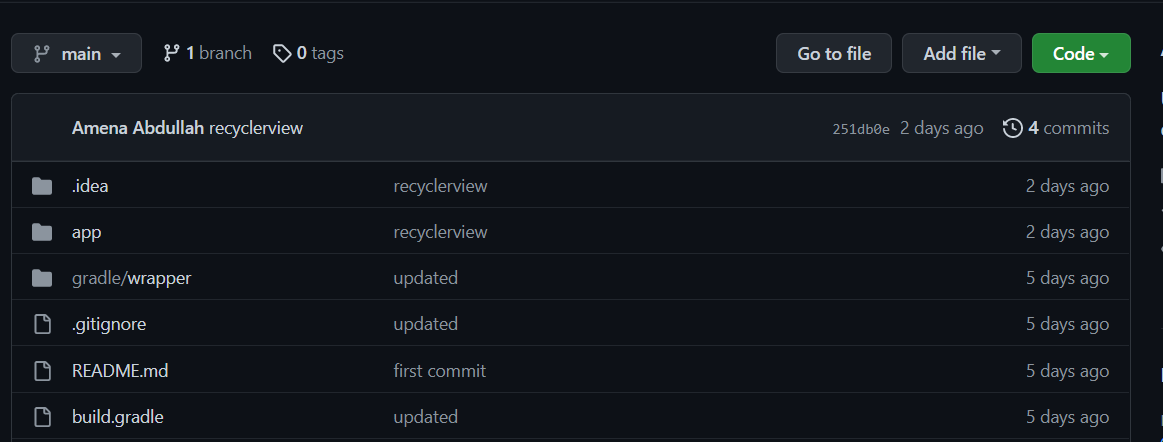 main 1 branch 0 tags Go to file Add file Code
Amena Abdullah recyclerview 251db0e 2 days ago 4 commits
.idea recyclerview 2 days ago
app recyclerview 2 days ago
gradle/wrapper updated 5 days ago
.gitignore updated 5 days ago
README.md first commit 5 days ago
build.gradle updated 5 days ago